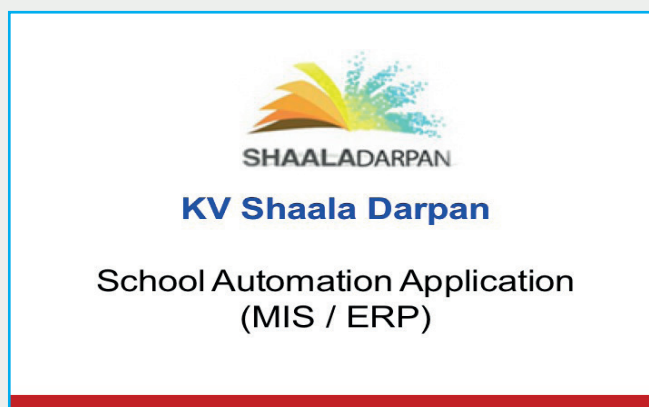 SHAALADARPAN
KV Shaala Darpan
School Automation Application
(MIS / ERP)